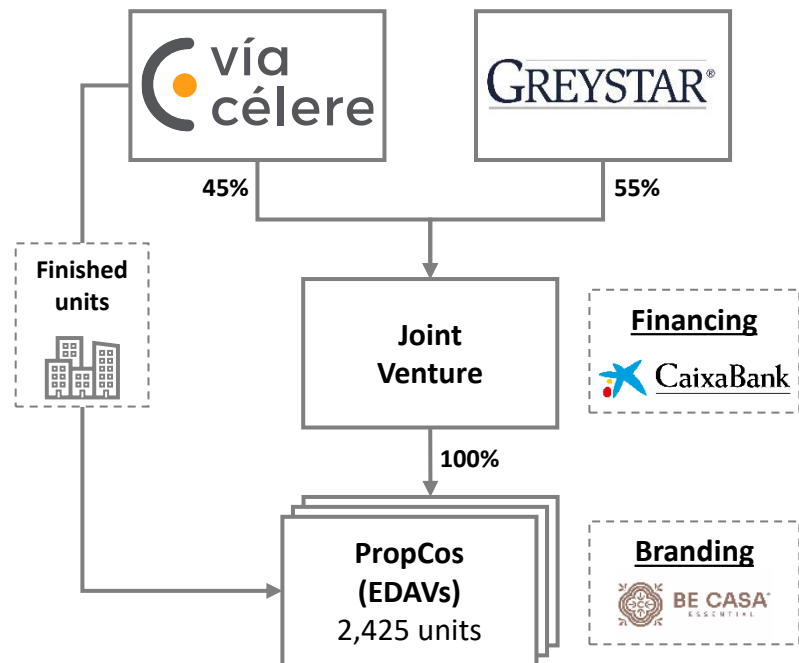 vía
célere
GREYSTAR®
45%
55%
Finished
units
Joint
Venture
Financing
CaixaBank
100%
PropCos
(EDAVs)
2,425 units
Branding
BE CASA
ESSENTIAL